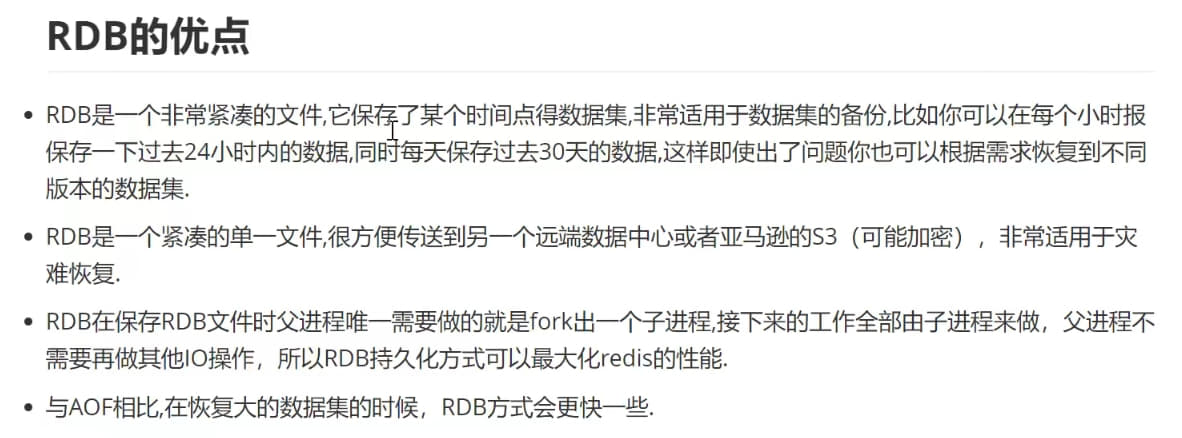 RDB的优点
RDB是一个非常紧凑的文件,它保存了某个时间点得数据集,非常适用于数据集的备份,比如你可以在每个小时报
保存一下过去24小时内的数据,同时每天保存过去30天的数据,这样即使出了问题你也可以根据需求恢复到不同
版本的数据集.
RDB是一个紧凑的单一文件,很方便传送到另一个远端数据中心或者亚马逊的S3（可能加密），非常适用于灾
难恢复.
RDB在保存RDB文件时父进程唯一需要做的就是fork出一个子进程,接下来的工作全部由子进程来做，父进程不
需要再做其他IO操作，所以RDB持久化方式可以最大化redis的性能.
与AOF相比,在恢复大的数据集的时候，RDB方式会更快一些.